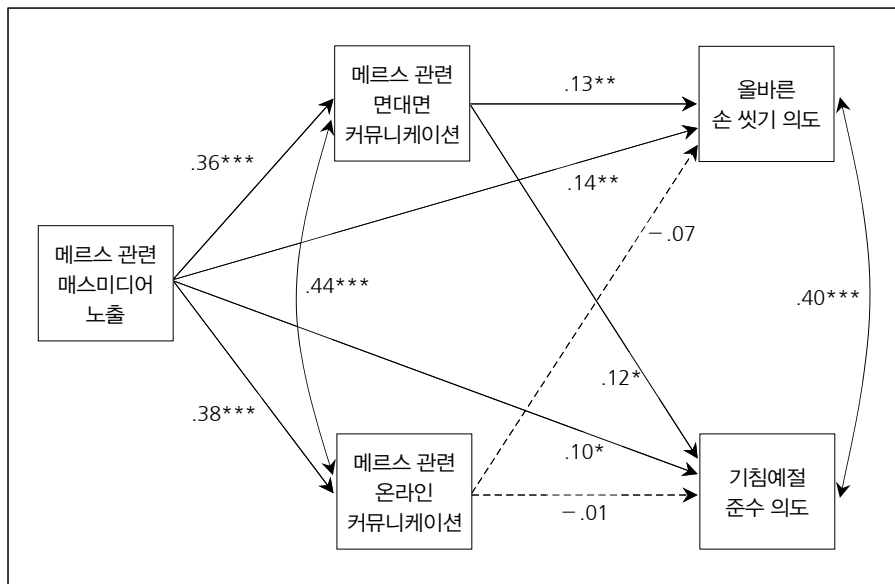 메르스 관련
면대면
커뮤니케이션
.13**
올바른
손 씻기 의도
.36***
.14**
－.07
메르스 관련
매스미디어
노출
.44***
.40***
.12*
.38***
.10*
메르스 관련
온라인
커뮤니케이션
－.01
기침예절
준수 의도